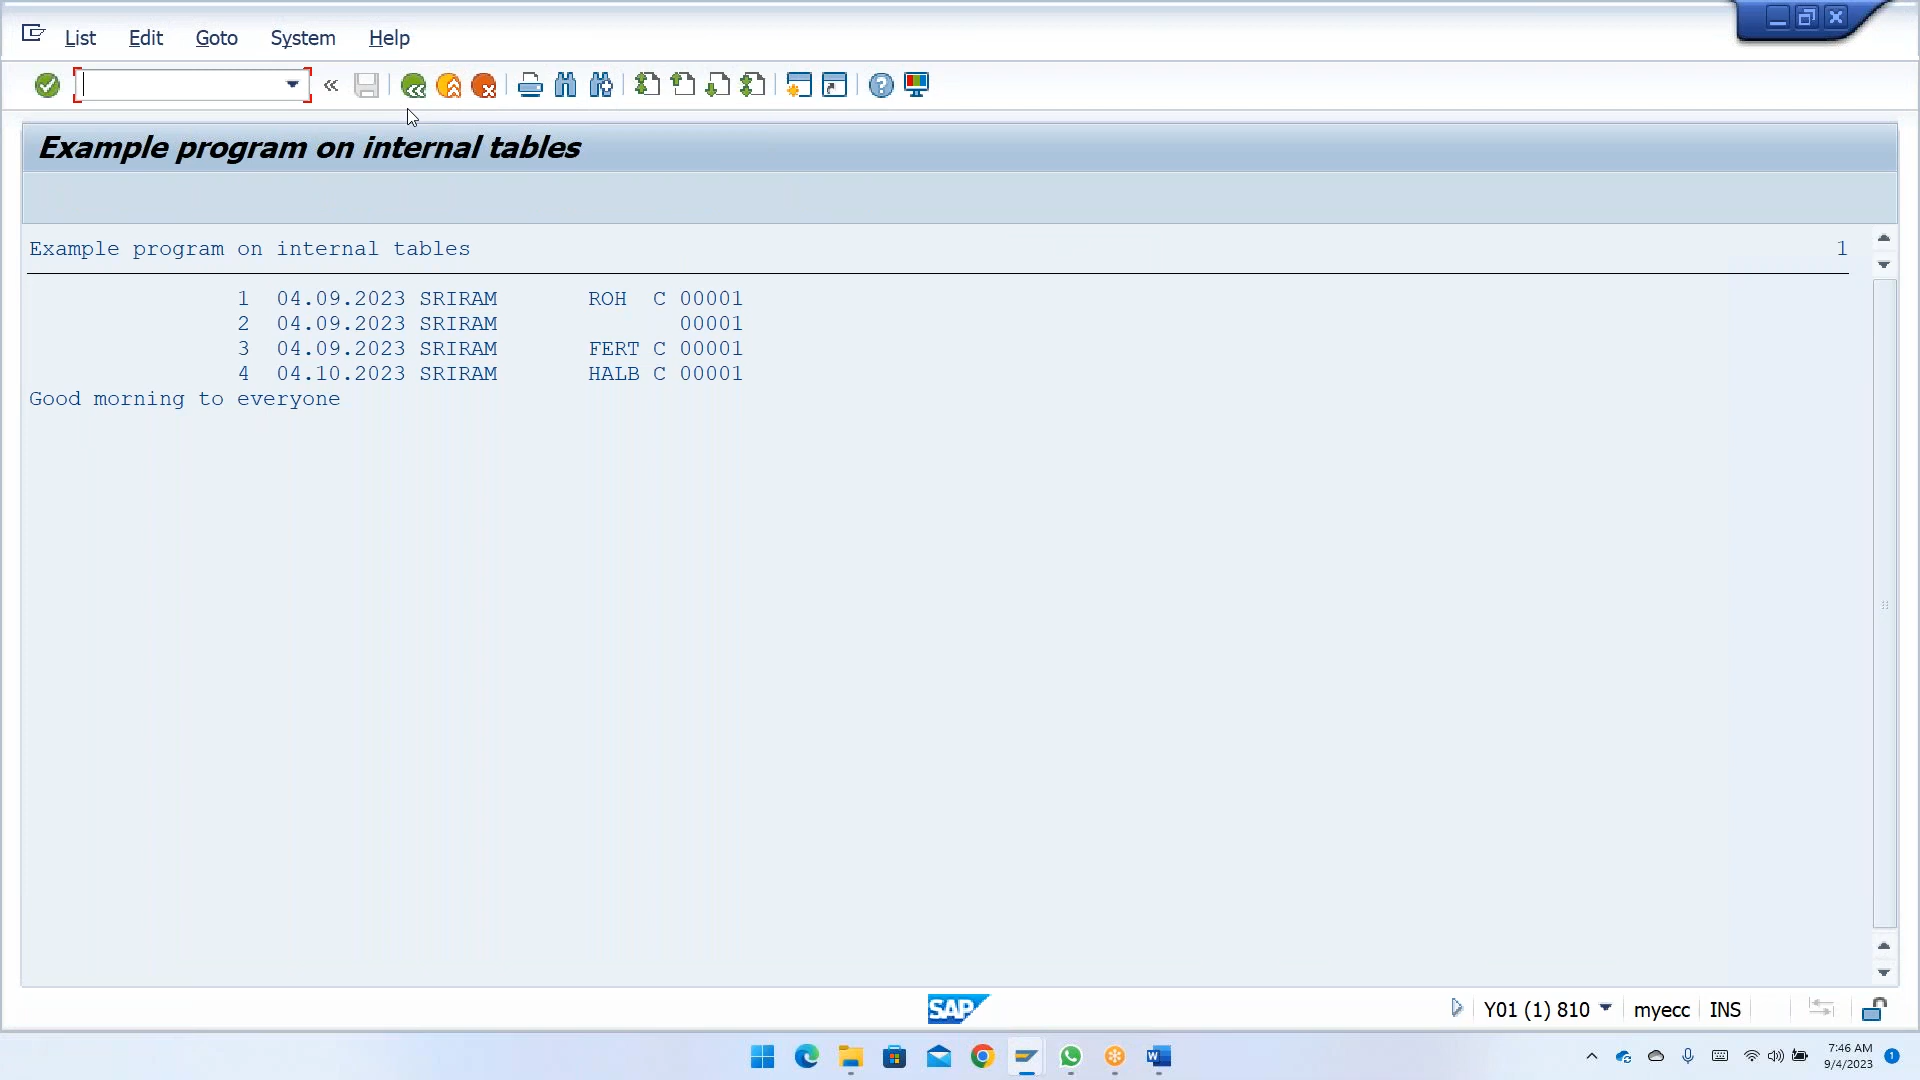 List Edit Goto System Help
Example program on internal tables
Example program on internal tables 1
1 04.09.2023 SRIRAM ROH C 00001
2 04.09.2023 SRIRAM 00001
3 04.09.2023 SRIRAM FERT C 00001
4 04.10.2023 SRIRAM HALB C 00001
Good morning to everyone
SAP Y01 (1) 810 myecc INS
7:46 AM
9/4/2023 1